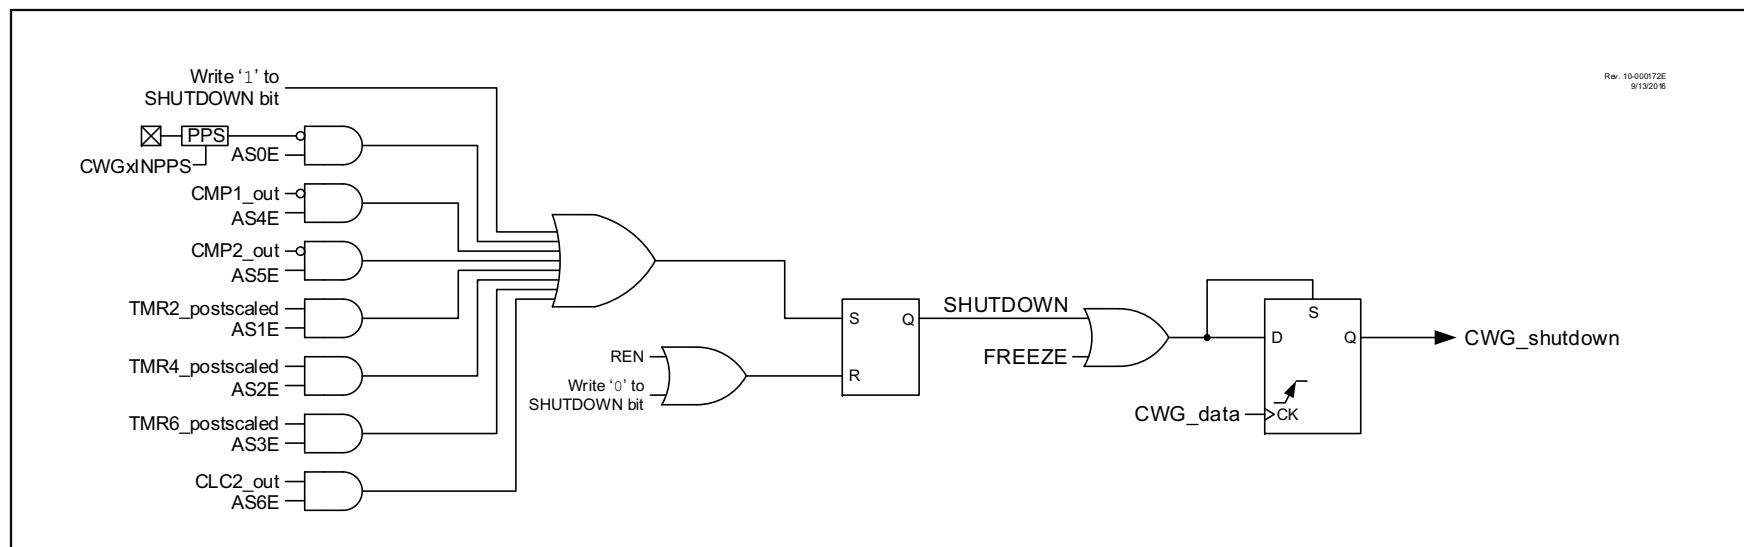 Write ‘1’ to
SHUTDOWN bit
Rev. 10-000172E
9/13/2016
PPS
AS0E
CWGxINPPS
CMP1_out
AS4E
CMP2_out
AS5E
TMR2_postscaled
AS1E
TMR4_postscaled
AS2E
TMR6_postscaled
AS3E
CLC2_out
AS6E
REN
Write ‘0’ to
SHUTDOWN bit
S
Q
R
SHUTDOWN
FREEZE
S
D
Q
CWG_data
CK
CWG_shutdown